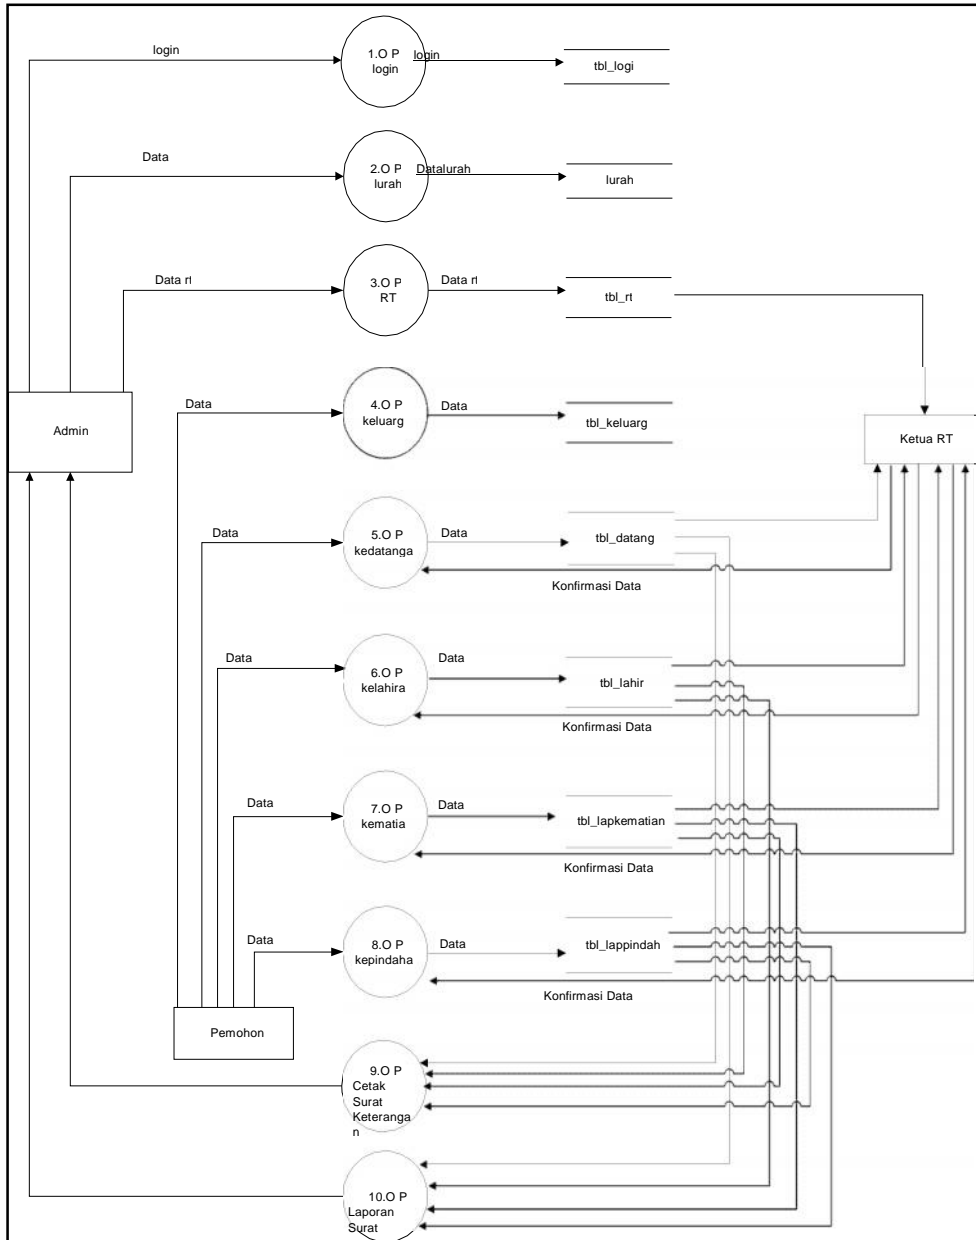 login
1.O P
login
login
tbl_logi
Data
2.O P
lurah
Datalurah
lurah
Data rt
3.O P
RT
Data rt
tbl_rt
Admin
Data
4.O P
keluarg
Data
tbl_keluarg
Ketua RT
Data
5.O P
kedatanga
Data
tbl_datang
Konfirmasi Data
Data
6.O P
kelahira
Data
tbl_lahir
Konfirmasi Data
Data
7.O P
kematia
Data
tbl_lapkematian
Konfirmasi Data
Data
8.O P
kepindaha
Data
tbl_lappindah
Konfirmasi Data
Pemohon
9.O P
Cetak
Surat
Keteranga
n
10.O P
Laporan
Surat